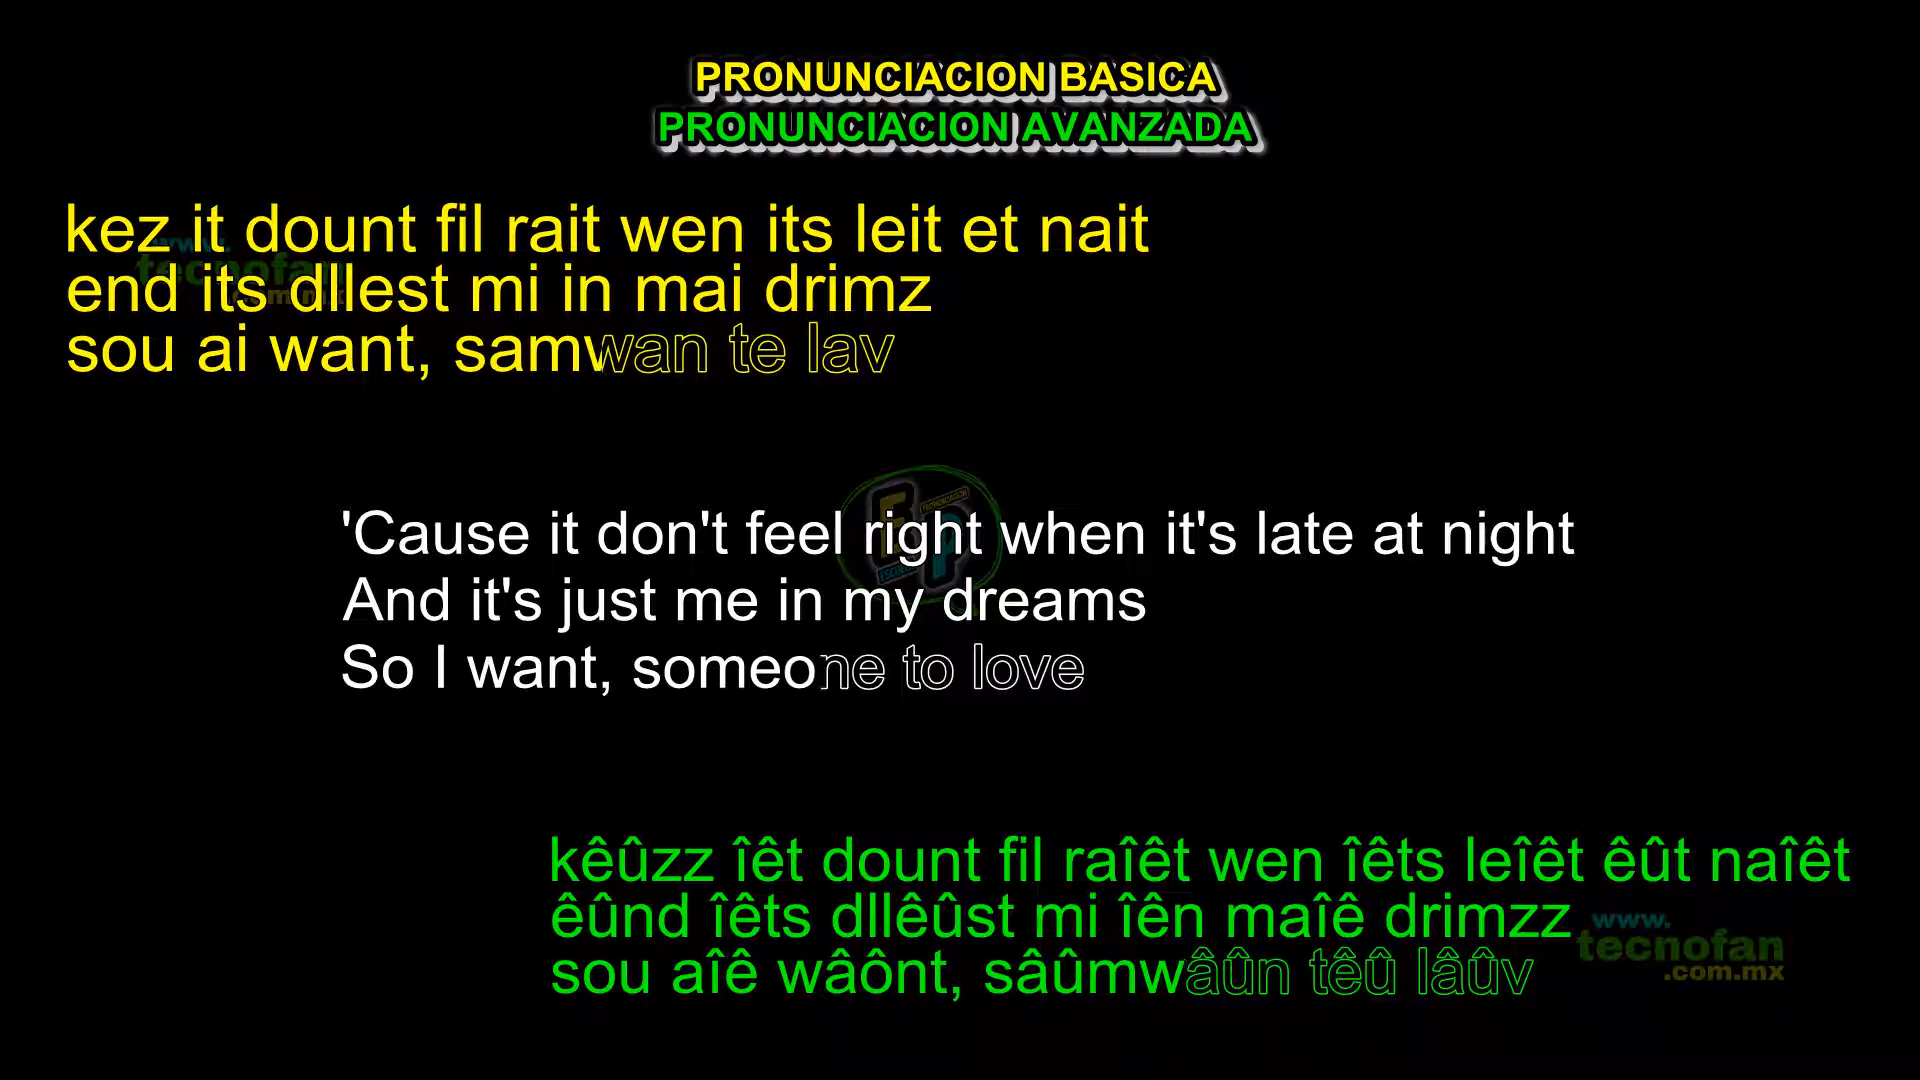 PRONUNCIACION BASICA
PRONUNCIACION AVANZADA
kez it dount fil rait wen its leit et nait
www.
tecnofan
.com.mx
end its dllest mi in mai drimz
sou ai want, samwan te lav
'Cause it don't feel right when it's late at night
And it's just me in my dreams
So I want, someone to love
kêûzz îêt dount fil raîêt wen îêts leîêt êût naîêt
êûnd îêts dllêûst mi îên maîê drimzz
sou aîê wâônt, sâûmwâûn têû lâûv
www.
tecnofan
.com.mx